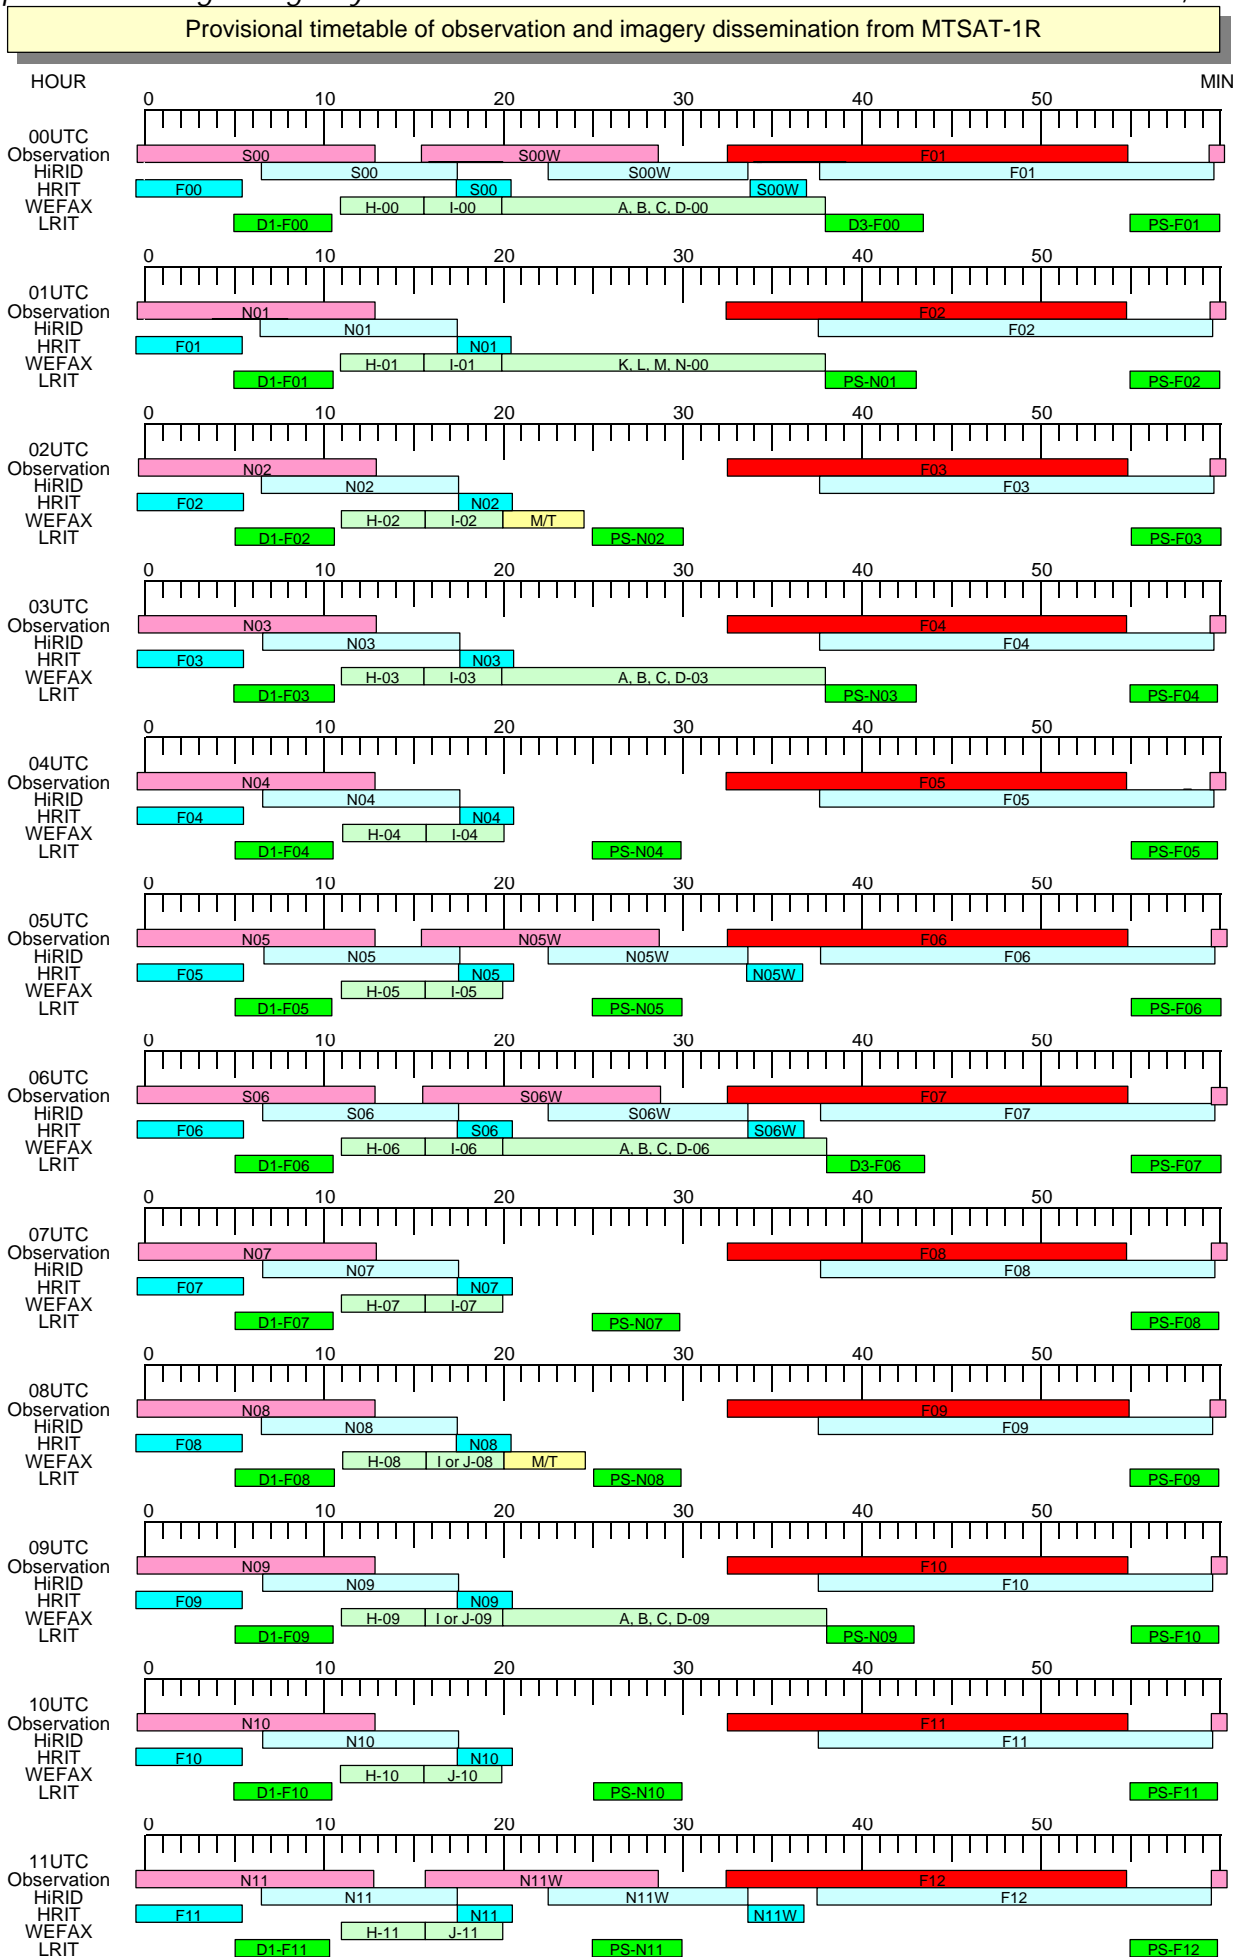 Provisional timetable of observation and imagery dissemination from MTSAT-1R
HOUR MIN
0 10 20 30 40 50
00UTC
Observation S00 S00W F01
HiRID S00 S00W F01
HRIT F00 S00 S00W
WEFAX H-00 I-00 A, B, C, D-00
LRIT D1-F00 D3-F00 PS-F01
0 10 20 30 40 50
01UTC
Observation N01 F02
HiRID N01 F02
HRIT F01 N01
WEFAX H-01 I-01 K, L, M, N-00
LRIT D1-F01 PS-N01 PS-F02
0 10 20 30 40 50
02UTC
Observation N02 F03
HiRID N02 F03
HRIT F02 N02
WEFAX H-02 I-02 M/T
LRIT D1-F02 PS-N02 PS-F03
0 10 20 30 40 50
03UTC
Observation N03 F04
HiRID N03 F04
HRIT F03 N03
WEFAX H-03 I-03 A, B, C, D-03
LRIT D1-F03 PS-N03 PS-F04
0 10 20 30 40 50
04UTC
Observation N04 F05
HiRID N04 F05
HRIT F04 N04
WEFAX H-04 I-04
LRIT D1-F04 PS-N04 PS-F05
0 10 20 30 40 50
05UTC
Observation N05 N05W F06
HiRID N05 N05W F06
HRIT F05 N05 N05W
WEFAX H-05 I-05
LRIT D1-F05 PS-N05 PS-F06
0 10 20 30 40 50
06UTC
Observation S06 S06W F07
HiRID S06 S06W F07
HRIT F06 S06 S06W
WEFAX H-06 I-06 A, B, C, D-06
LRIT D1-F06 D3-F06 PS-F07
0 10 20 30 40 50
07UTC
Observation N07 F08
HiRID N07 F08
HRIT F07 N07
WEFAX H-07 I-07
LRIT D1-F07 PS-N07 PS-F08
0 10 20 30 40 50
08UTC
Observation N08 F09
HiRID N08 F09
HRIT F08 N08
WEFAX H-08 I or J-08 M/T
LRIT D1-F08 PS-N08 PS-F09
0 10 20 30 40 50
09UTC
Observation N09 F10
HiRID N09 F10
HRIT F09 N09
WEFAX H-09 I or J-09 A, B, C, D-09
LRIT D1-F09 PS-N09 PS-F10
0 10 20 30 40 50
10UTC
Observation N10 F11
HiRID N10 F11
HRIT F10 N10
WEFAX H-10 J-10
LRIT D1-F10 PS-N10 PS-F11
0 10 20 30 40 50
11UTC
Observation N11 N11W F12
HiRID N11 N11W F12
HRIT F11 N11 N11W
WEFAX H-11 J-11
LRIT D1-F11 PS-N11 PS-F12